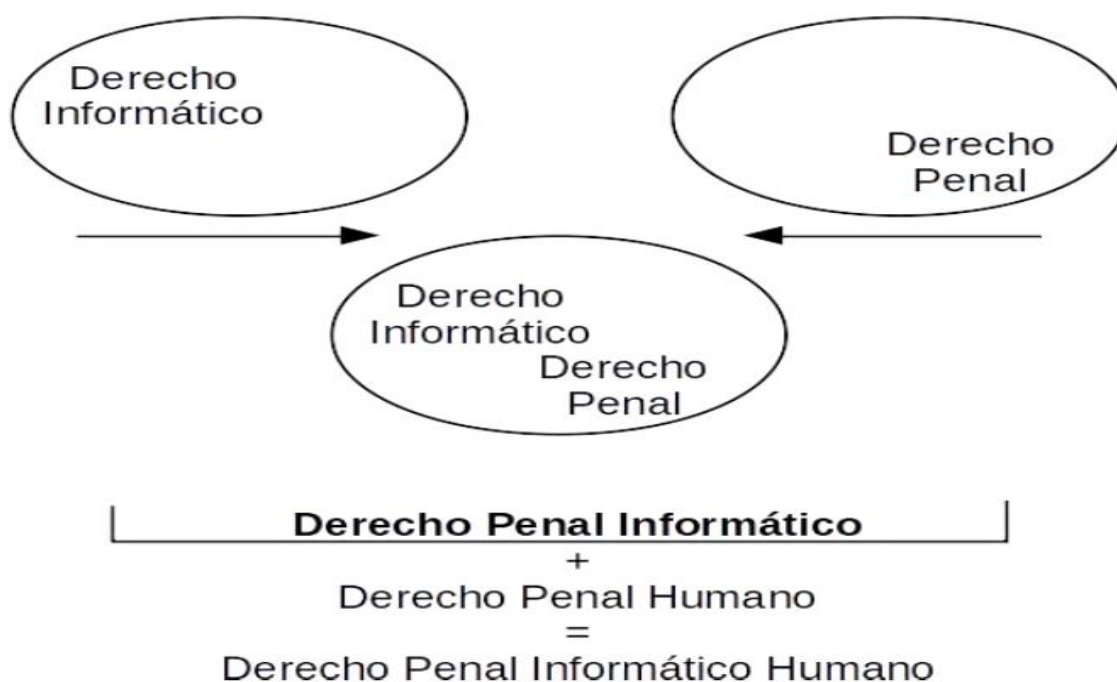 Derecho
Informático
Derecho
Penal
Derecho
Informático
Derecho
Penal
Derecho Penal Informático
+
Derecho Penal Humano
=
Derecho Penal Informático Humano